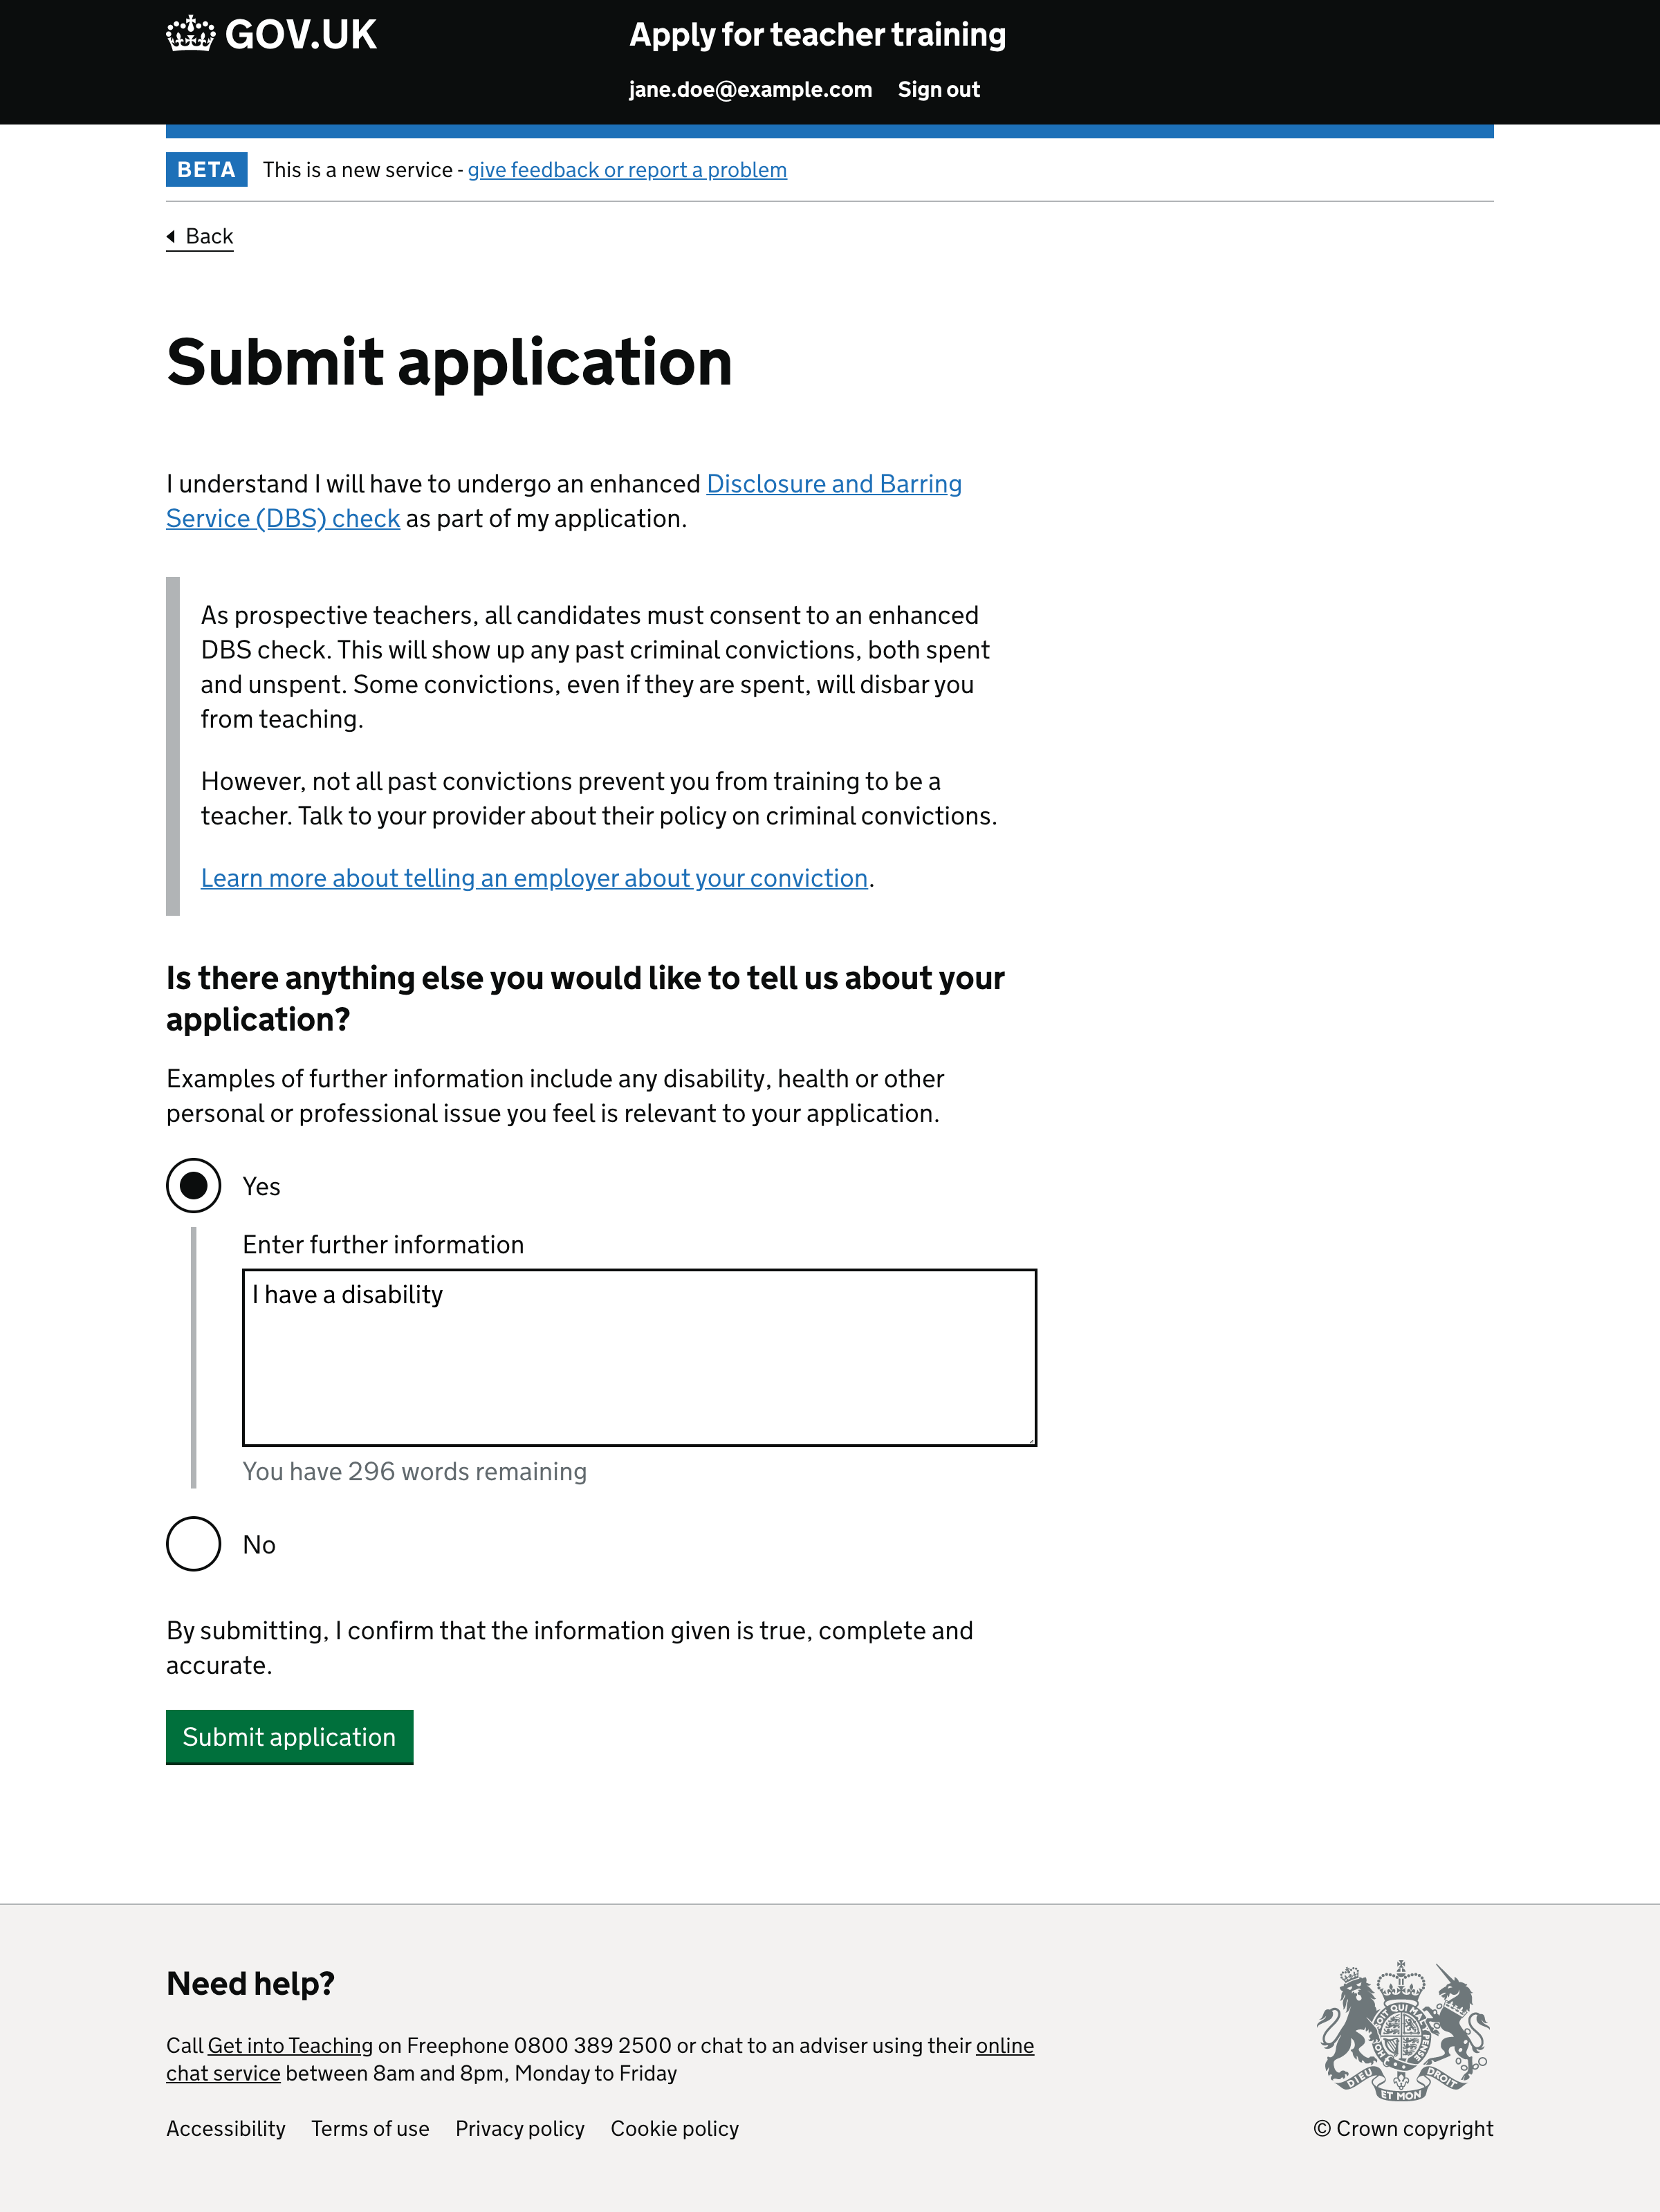 GOV.UK
Apply for teacher training
jane.doe@example.com Sign out
BETA This is a new service - give feedback or report a problem
Back
Submit application
I understand I will have to undergo an enhanced Disclosure and Barring
Service (DBS) check as part of my application.
As prospective teachers, all candidates must consent to an enhanced
DBS check. This will show up any past criminal convictions, both spent
and unspent. Some convictions, even if they are spent, will disbar you
from teaching.
However, not all past convictions prevent you from training to be a
teacher. Talk to your provider about their policy on criminal convictions.
Learn more about telling an employer about your conviction.
Is there anything else you would like to tell us about your
application?
Examples of further information include any disability, health or other
personal or professional issue you feel is relevant to your application.
Yes
Enter further information
I have a disability
You have 296 words remaining
No
By submitting, I confirm that the information given is true, complete and
accurate.
Submit application
Need help?
Call Get into Teaching on Freephone 0800 389 2500 or chat to an adviser using their online
chat service between 8am and 8pm, Monday to Friday
Accessibility Terms of use Privacy policy Cookie policy
DIEU ET MON DROIT
© Crown copyright